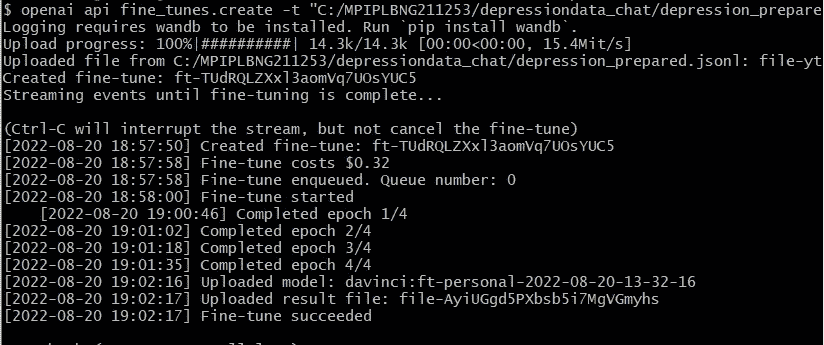 $ openai api fine_tunes.create -t "C:/MPIPLBNG211253/depressiondata_chat/depression_prepare
Logging requires wandb to be installed. Run `pip install wandb`.
Upload progress: 100%|##########| 14.3k/14.3k [00:00<00:00, 15.4Mit/s]
Uploaded file from C:/MPIPLBNG211253/depressiondata_chat/depression_prepared.jsonl: file-yt
Created fine-tune: ft-TUdRQLZXxl3aomVq7UOsYUC5
Streaming events until fine-tuning is complete...
(Ctrl-C will interrupt the stream, but not cancel the fine-tune)
[2022-08-20 18:57:50] Created fine-tune: ft-TUdRQLZXxl3aomVq7UOsYUC5
[2022-08-20 18:57:58] Fine-tune costs $0.32
[2022-08-20 18:57:58] Fine-tune enqueued. Queue number: 0
[2022-08-20 18:58:00] Fine-tune started
[2022-08-20 19:00:46] Completed epoch 1/4
[2022-08-20 19:01:02] Completed epoch 2/4
[2022-08-20 19:01:18] Completed epoch 3/4
[2022-08-20 19:01:35] Completed epoch 4/4
[2022-08-20 19:02:16] Uploaded model: davinci:ft-personal-2022-08-20-13-32-16
[2022-08-20 19:02:17] Uploaded result file: file-AyiUGgd5PXbsb5i7MgVGmyhs
[2022-08-20 19:02:17] Fine-tune succeeded